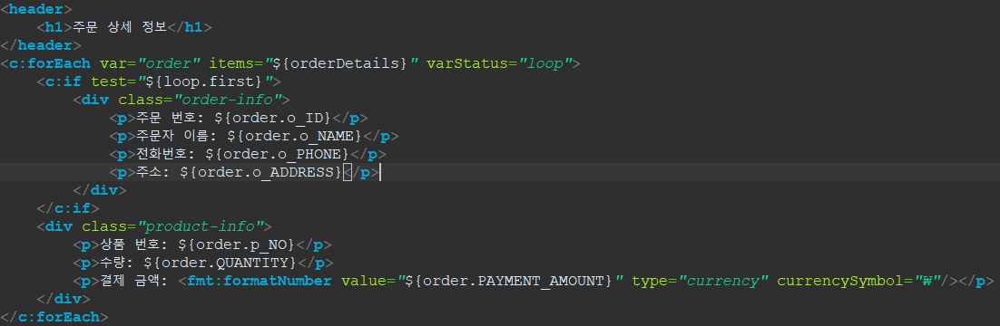 <header>
    <h1>주문 상세 정보</h1>
</header>
<c:forEach var="order" items="${orderDetails}" varStatus="loop">
    <c:if test="${loop.first}">
        <div class="order-info">
            <p>주문 번호: ${order.o_ID}</p>
            <p>주문자 이름: ${order.o_NAME}</p>
            <p>전화번호: ${order.o_PHONE}</p>
            <p>주소: ${order.o_ADDRESS}</p>
        </div>
    </c:if>
    <div class="product-info">
        <p>상품 번호: ${order.p_NO}</p>
        <p>수량: ${order.QUANTITY}</p>
        <p>결제 금액: <fmt:formatNumber value="${order.PAYMENT_AMOUNT}" type="currency" currencySymbol="₩"/></p>
    </div>
</c:forEach>